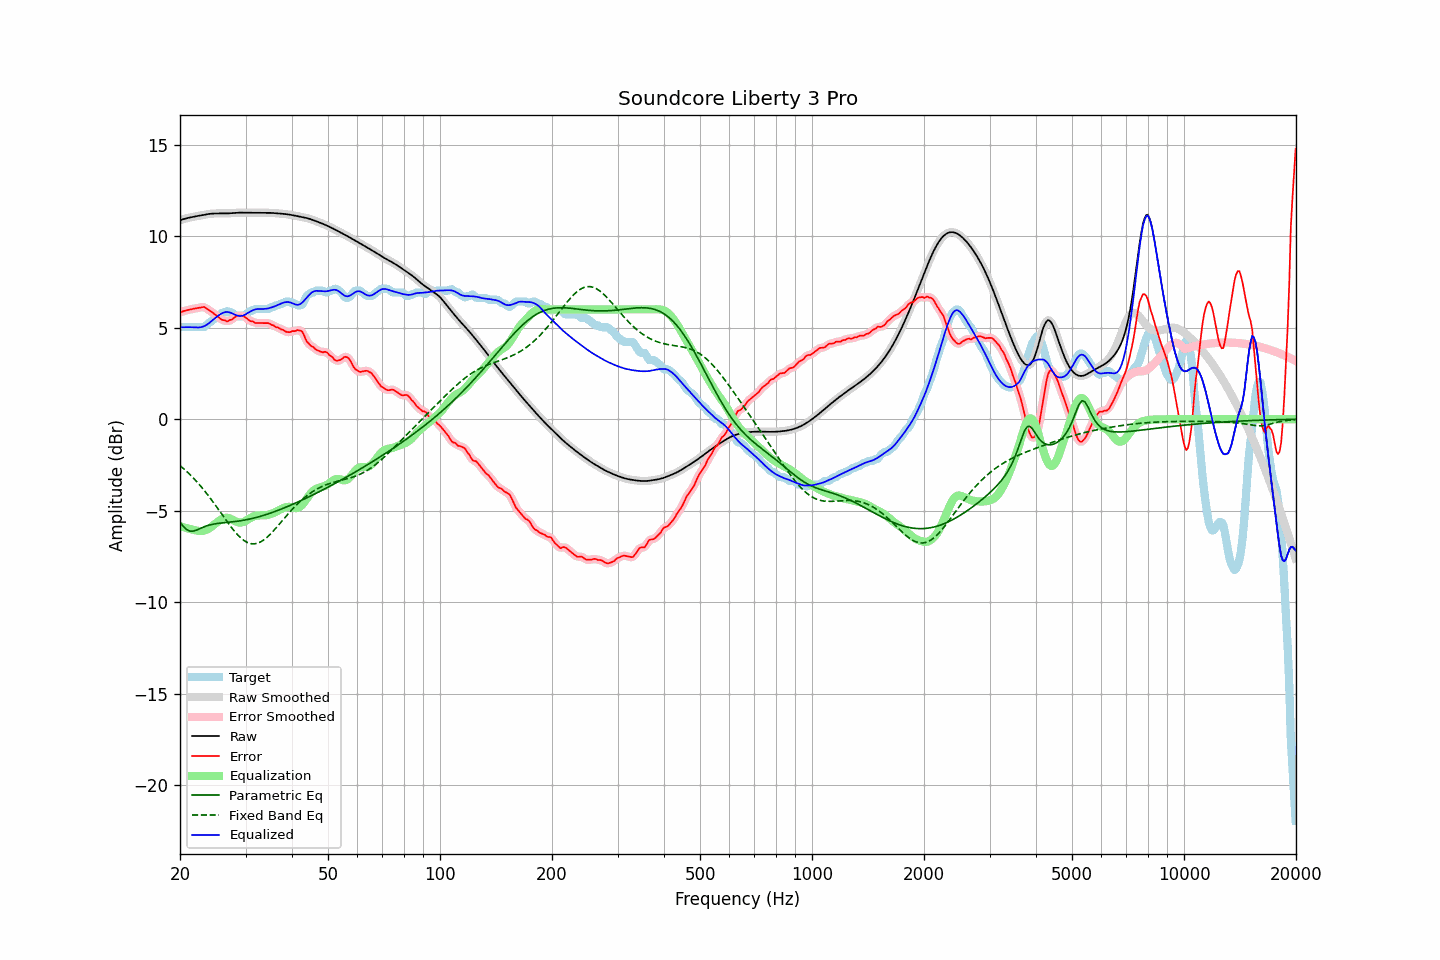 Soundcore Liberty 3 Pro
Amplitude (dBr)
15
10
5
0
−5
−10
−15
−20
Target
Raw Smoothed
Error Smoothed
Raw
Error
Equalization
Parametric Eq
Fixed Band Eq
Equalized
20 50 100 200 500 1000 2000 5000 10000 20000
Frequency (Hz)